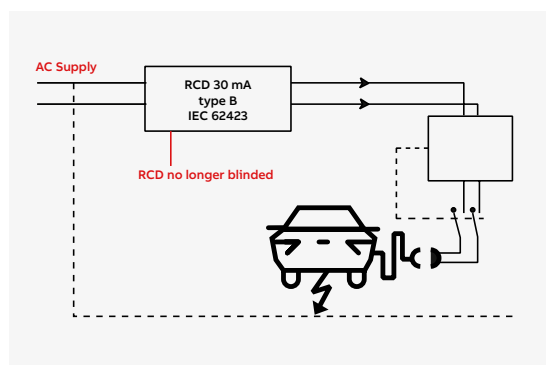 AC Supply
RCD 30 mA
type B
IEC 62423
RCD no longer blinded